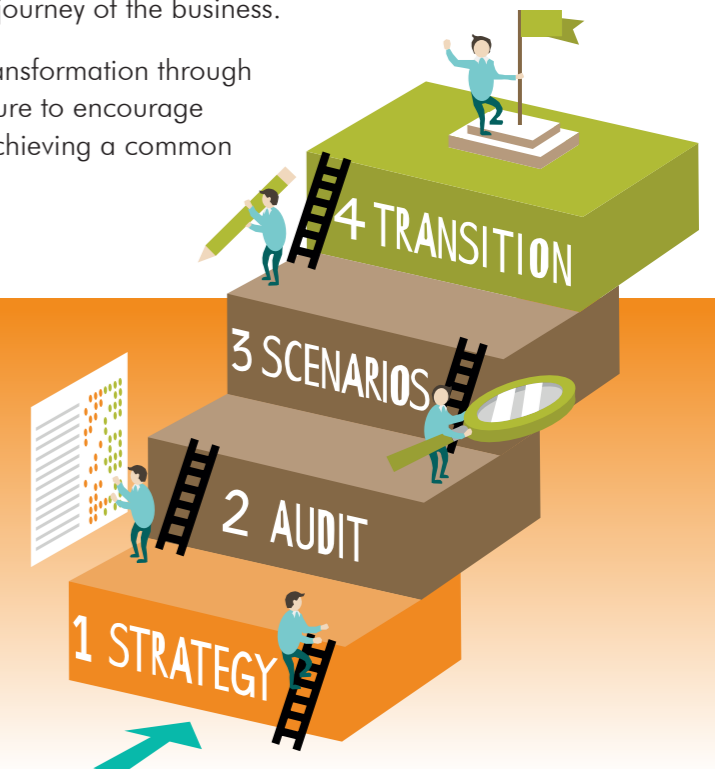 journey of the business.
ansformation through
ure to encourage
chieving a common
4 TRANSITION
3 SCENARIOS
2 AUDIT
1 STRATEGY